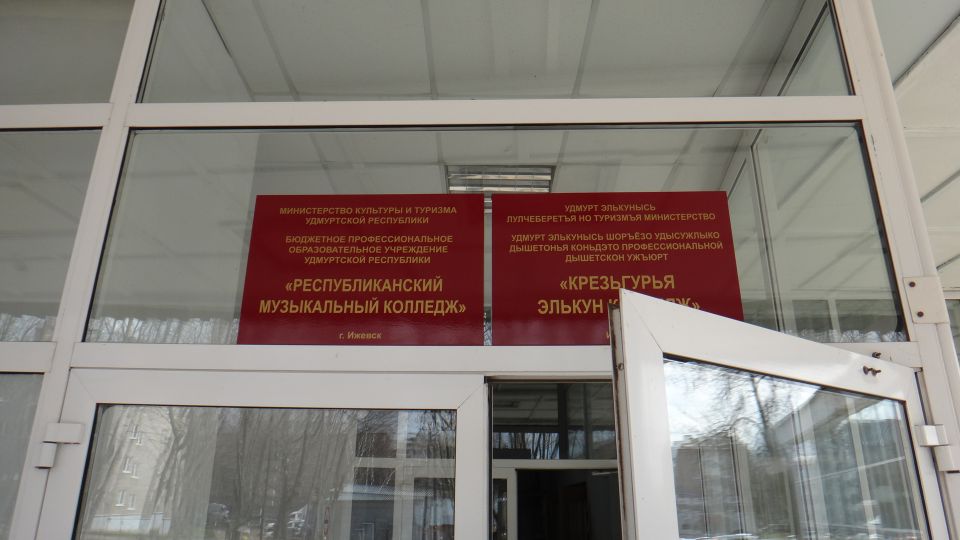 МИНИСТЕРСТВО КУЛЬТУРЫ И ТУРИЗМА
УДМУРТСКОЙ РЕСПУБЛИКИ
БЮДЖЕТНОЕ ПРОФЕССИОНАЛЬНОЕ
ОБРАЗОВАТЕЛЬНОЕ УЧРЕЖДЕНИЕ
УДМУРТСКОЙ РЕСПУБЛИКИ
«РЕСПУБЛИКАНСКИЙ
МУЗЫКАЛЬНЫЙ КОЛЛЕДЖ»
г. Ижевск
УДМУРТ ЭЛЬКУНЫСЬ
ЛУЛЧЕБЕРЕТЪЯ НО ТУРИЗМЪЯ МИНИСТЕРСТВО
УДМУРТ ЭЛЬКУНЫСЬ ШОРЪЁЗО УДЫСУЖЛЫКО
ДЫШЕТОНЪЯ КОНЬДЭТО ПРОФЕССИОНАЛЬНОЙ
ДЫШЕТСКОН УЖЪЮРТ
«КРЕЗЬГУРЪЯ
ЭЛЬКУН